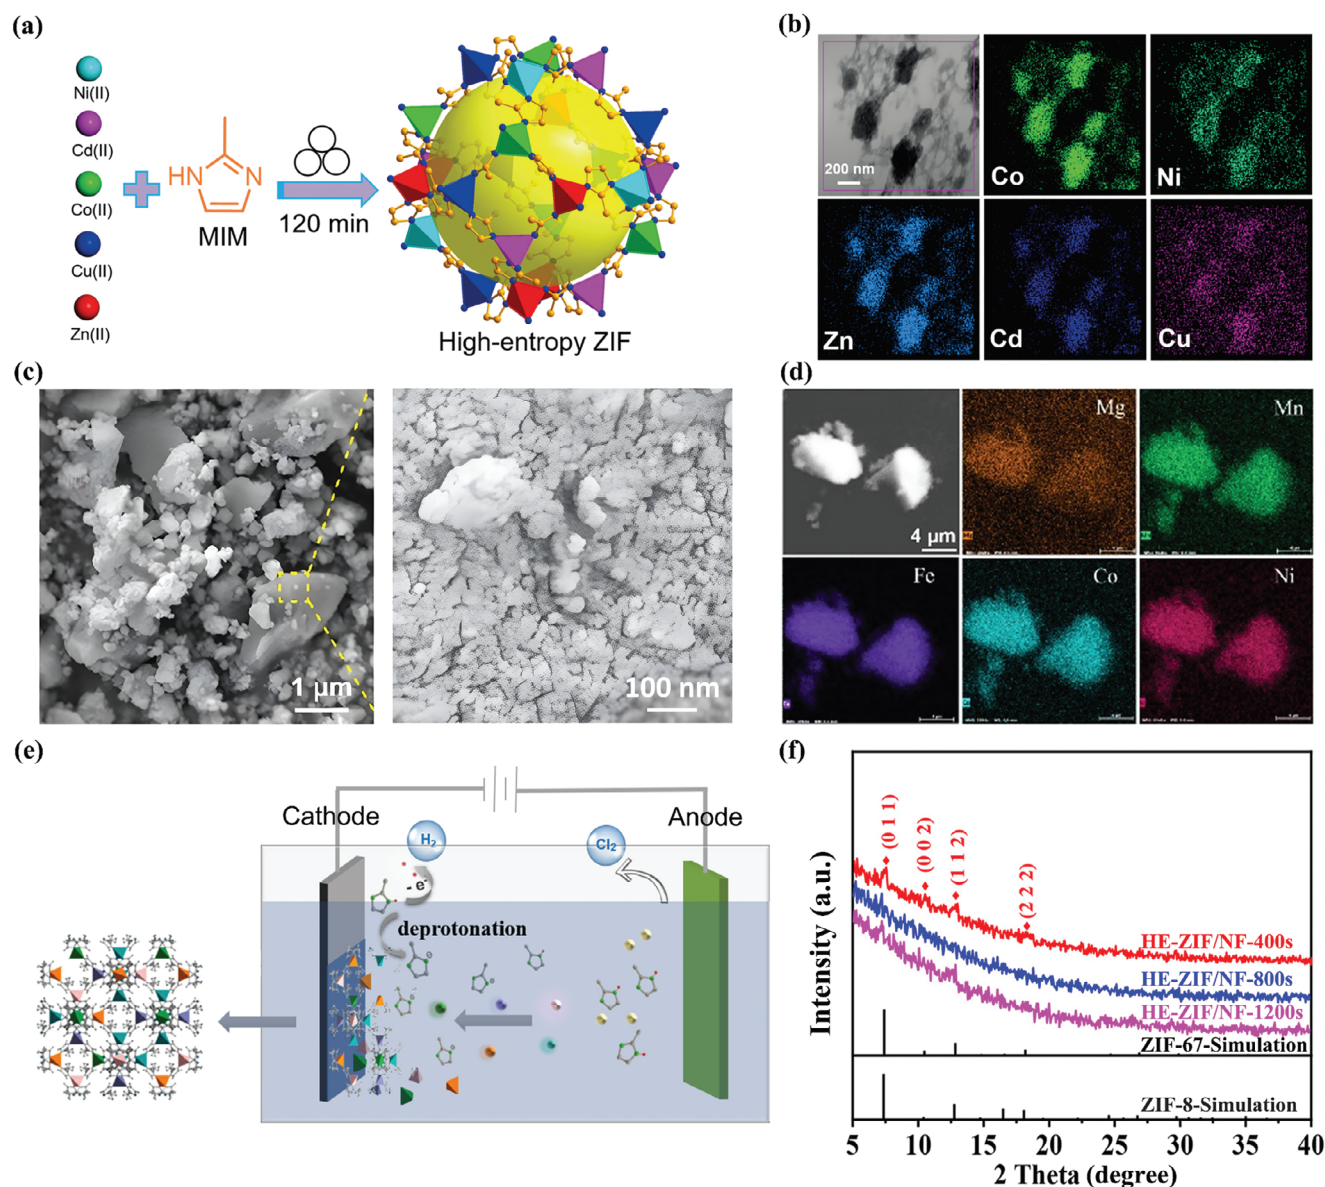 (a)
Ni(II)
Cd(II)
Co(II)
Cu(II)
Zn(II)
HN
N
MIM
120 min
High-entropy ZIF
(b)
200 nm
Co
Ni
Zn
Cd
Cu
(c)
1 μm
100 nm
(d)
4 μm
Mg
Mn
Fe
Co
Ni
(e)
Cathode
Anode
H2
Cl2
- e-
deprotonation
(f)
Intensity (a.u.)
(0 1 1)
(0 0 2)
(1 1 2)
(2 2 2)
HE-ZIF/NF-400s
HE-ZIF/NF-800s
HE-ZIF/NF-1200s
ZIF-67-Simulation
ZIF-8-Simulation
5 10 15 20 25 30 35 40
2 Theta (degree)